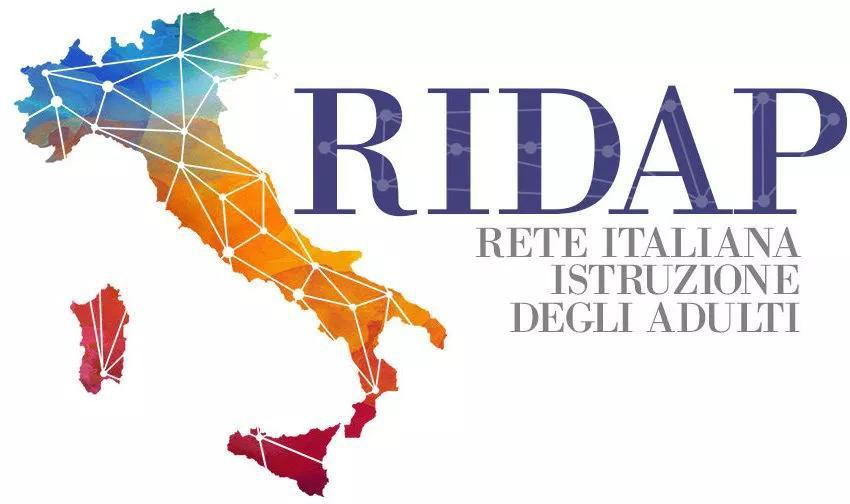 RIDAP
RETE ITALIANA
ISTRUZIONE
DEGLI ADULTI